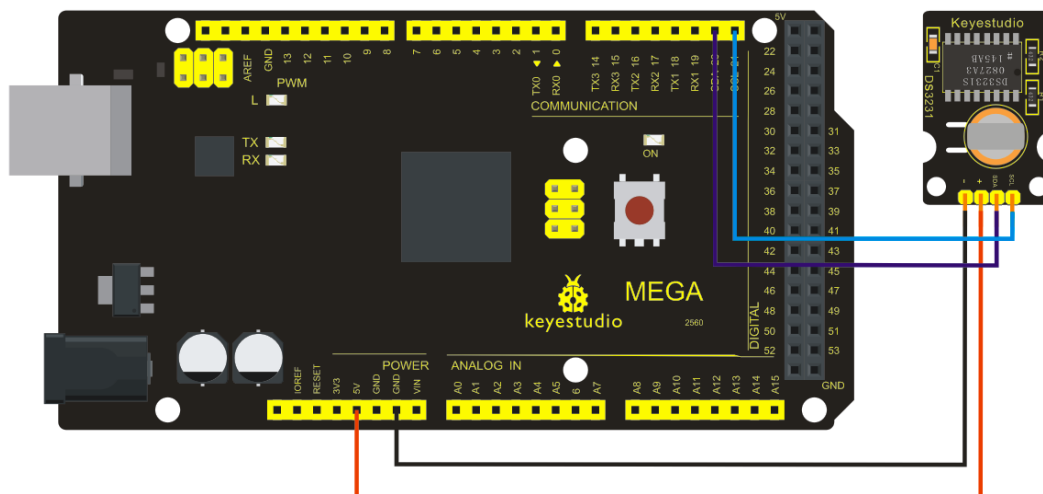 5V
AREF
GND
13
12
11
10
9
8
7
6
5
4
3
2
1
0
TX0
RX0
TX3 14
RX3 15
TX2 16
RX2 17
TX1 18
RX1 19
SDA 20
SCL 21
PWM
L
TX
RX
COMMUNICATION
ON
22
24
26
28
30 31
32 33
34 35
36 37
38 39
40 41
42 43
44 45
46 47
48 49
50 51
52 53
GND
DIGITAL
MEGA
2560
keyestudio
POWER
ANALOG IN
IOREF
RESET
3V3
5V
GND
GND
VIN
A0
A1
A2
A3
A4
A5
6
A7
A8
A9
A10
A11
A12
A13
A14
A15
Keyestudio
C1
DS3231S
0827A3
145AB
DS3231
-
+
SDA
SCL